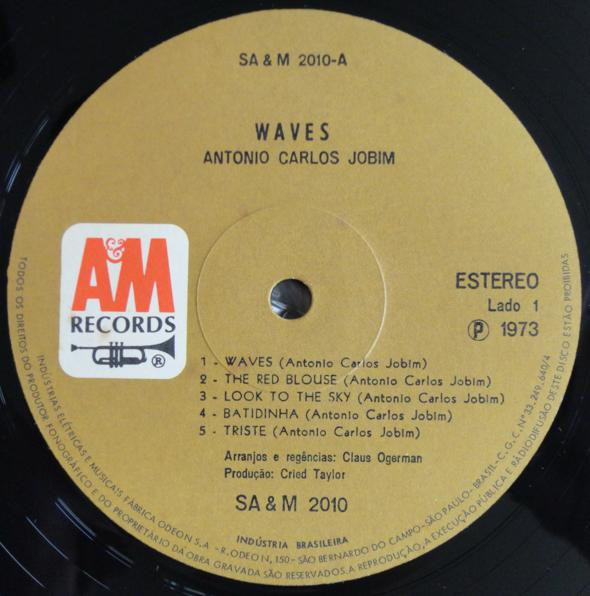 SA & M 2010-A
WAVES
ANTONIO CARLOS JOBIM
A&M
RECORDS
®
ESTEREO
Lado 1
Ⓟ 1973
1 - WAVES (Antonio Carlos Jobim)
2 - THE RED BLOUSE (Antonio Carlos Jobim)
3 - LOOK TO THE SKY (Antonio Carlos Jobim)
4 - BATIDINHA (Antonio Carlos Jobim)
5 - TRISTE (Antonio Carlos Jobim)
Arranjos e regências: Claus Ogerman
Produção: Cried Taylor
SA & M 2010
INDÚSTRIA BRASILEIRA
INDÚSTRIAS ELÉTRICAS E MUSICAIS FÁBRICA ODEON S.A - R. ODEON, 150 - SÃO BERNARDO DO CAMPO - SÃO PAULO - BRASIL - C.G.C. Nº 33.249.640/4
TODOS OS DIREITOS DO PRODUTOR FONOGRÁFICO E DO PROPRIETÁRIO DA OBRA GRAVADA SÃO RESERVADOS. A REPRODUÇÃO, A EXECUÇÃO PÚBLICA E RÁDIODIFUSÃO DESTE DISCO ESTÃO PROIBIDAS